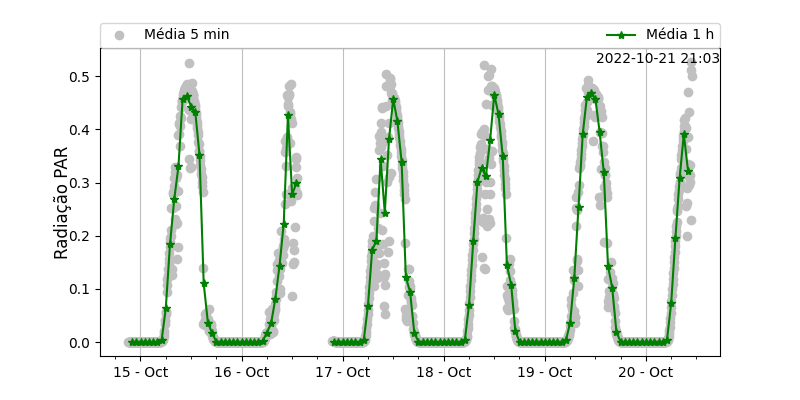 Média 5 min
Média 1 h
2022-10-21 21:03
Radiação PAR
0.5
0.4
0.3
0.2
0.1
0.0
15 - Oct
16 - Oct
17 - Oct
18 - Oct
19 - Oct
20 - Oct